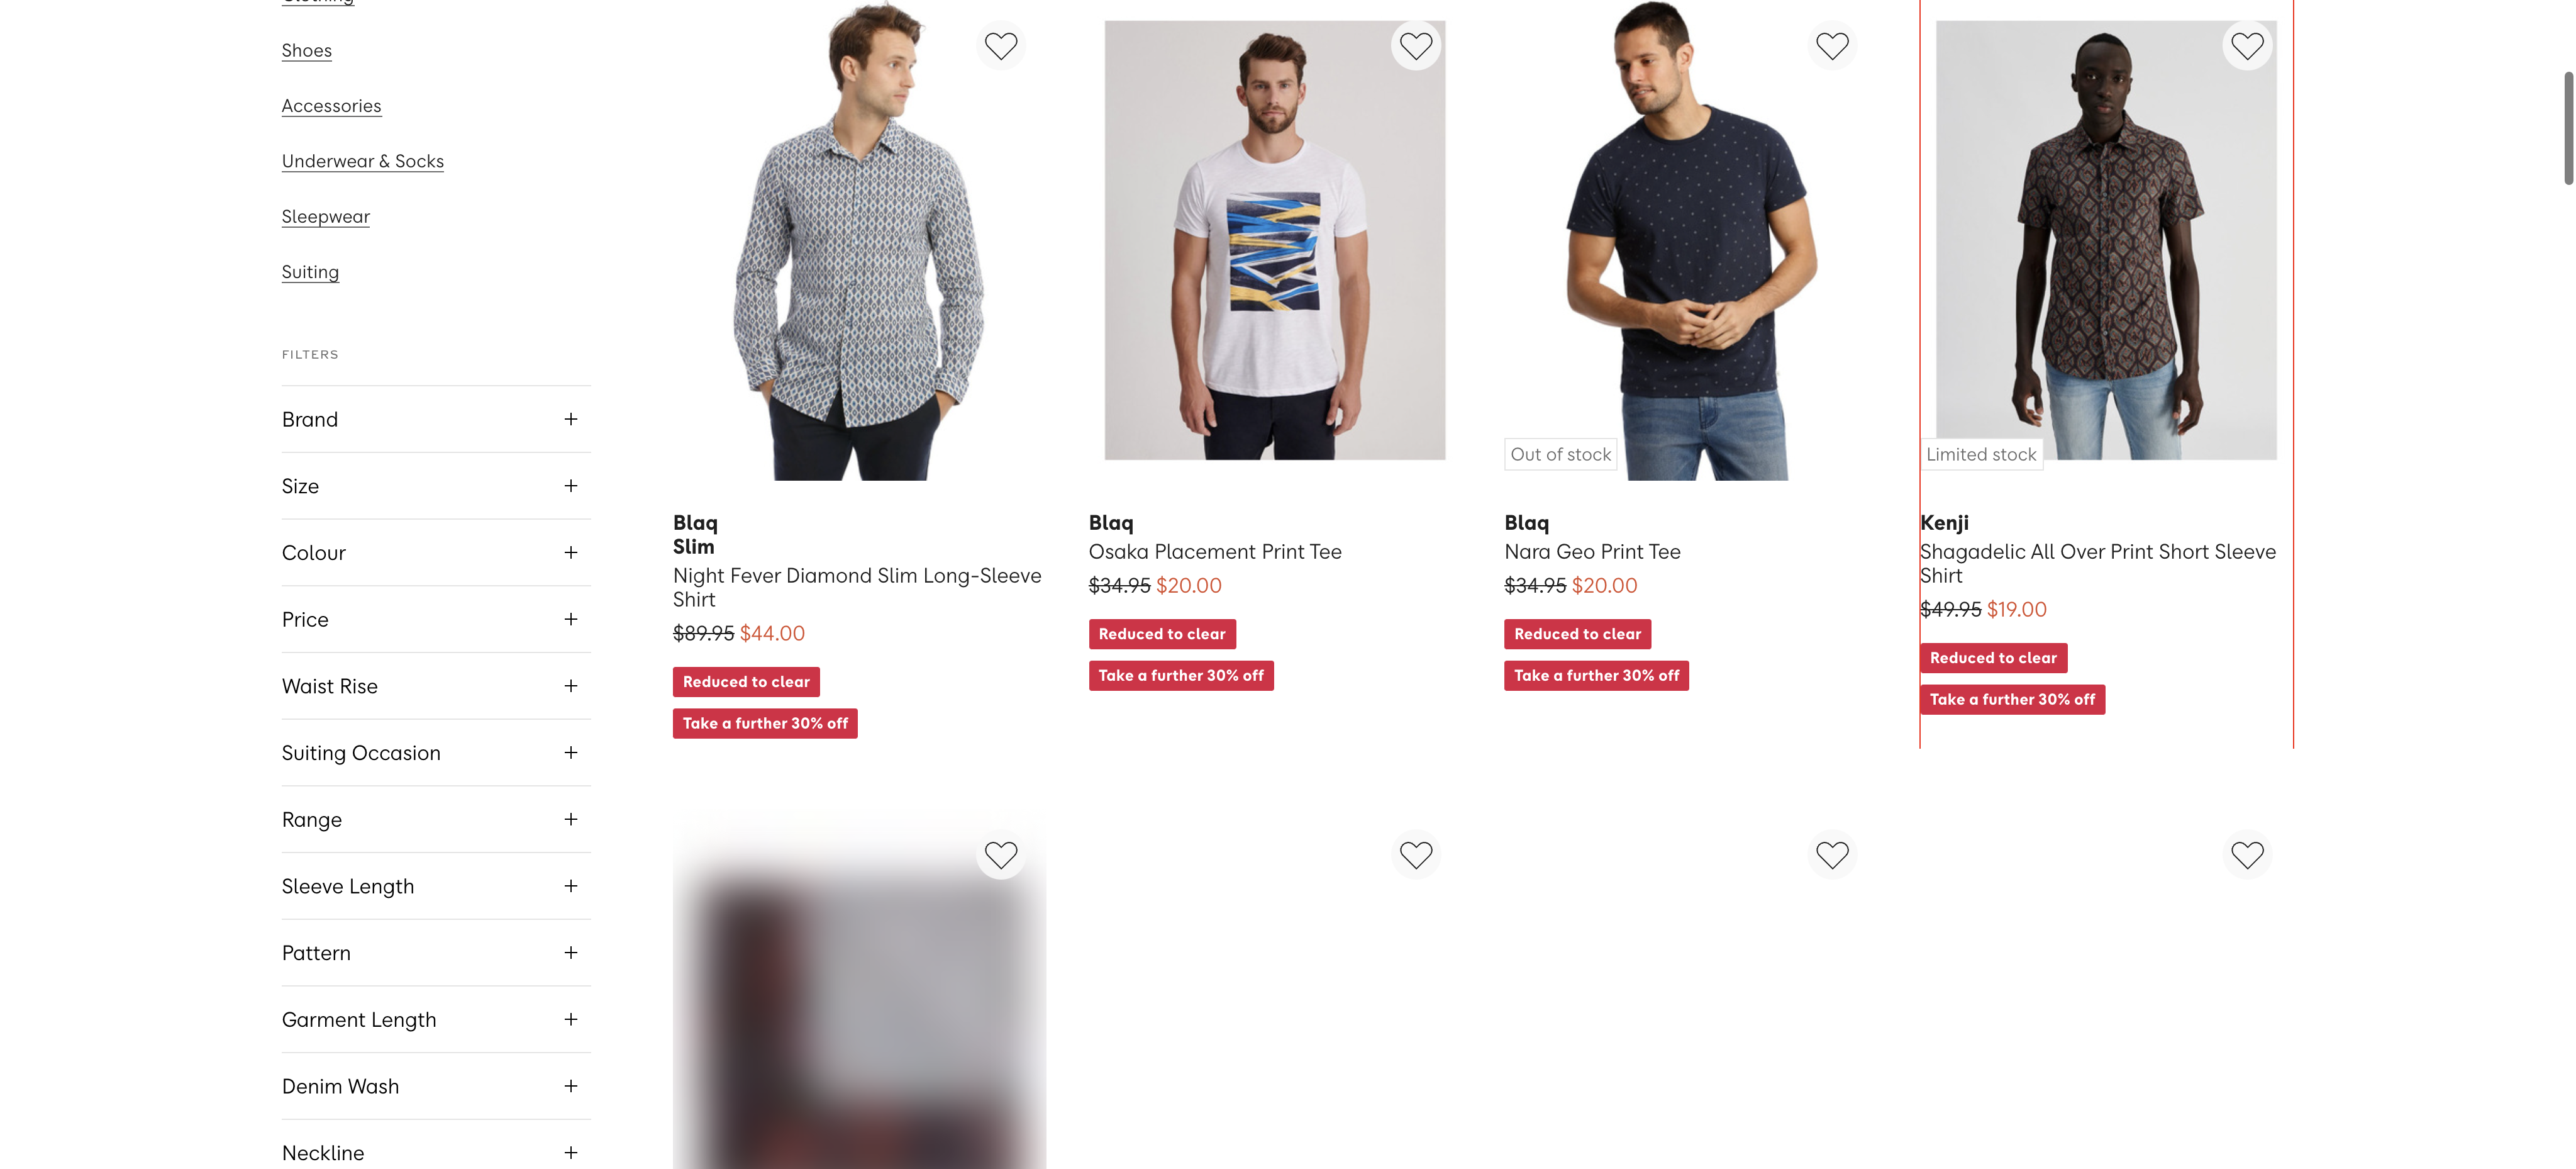 Clothing
Shoes
Accessories
Underwear & Socks
Sleepwear
Suiting
FILTERS
Brand
Size
Colour
Price
Waist Rise
Suiting Occasion
Range
Sleeve Length
Pattern
Garment Length
Denim Wash
Neckline
Blaq
Slim
Night Fever Diamond Slim Long-Sleeve
Shirt
$89.95 $44.00
Reduced to clear
Take a further 30% off
Blaq
Osaka Placement Print Tee
$34.95 $20.00
Reduced to clear
Take a further 30% off
Out of stock
Blaq
Nara Geo Print Tee
$34.95 $20.00
Reduced to clear
Take a further 30% off
Limited stock
Kenji
Shagadelic All Over Print Short Sleeve
Shirt
$49.95 $19.00
Reduced to clear
Take a further 30% off